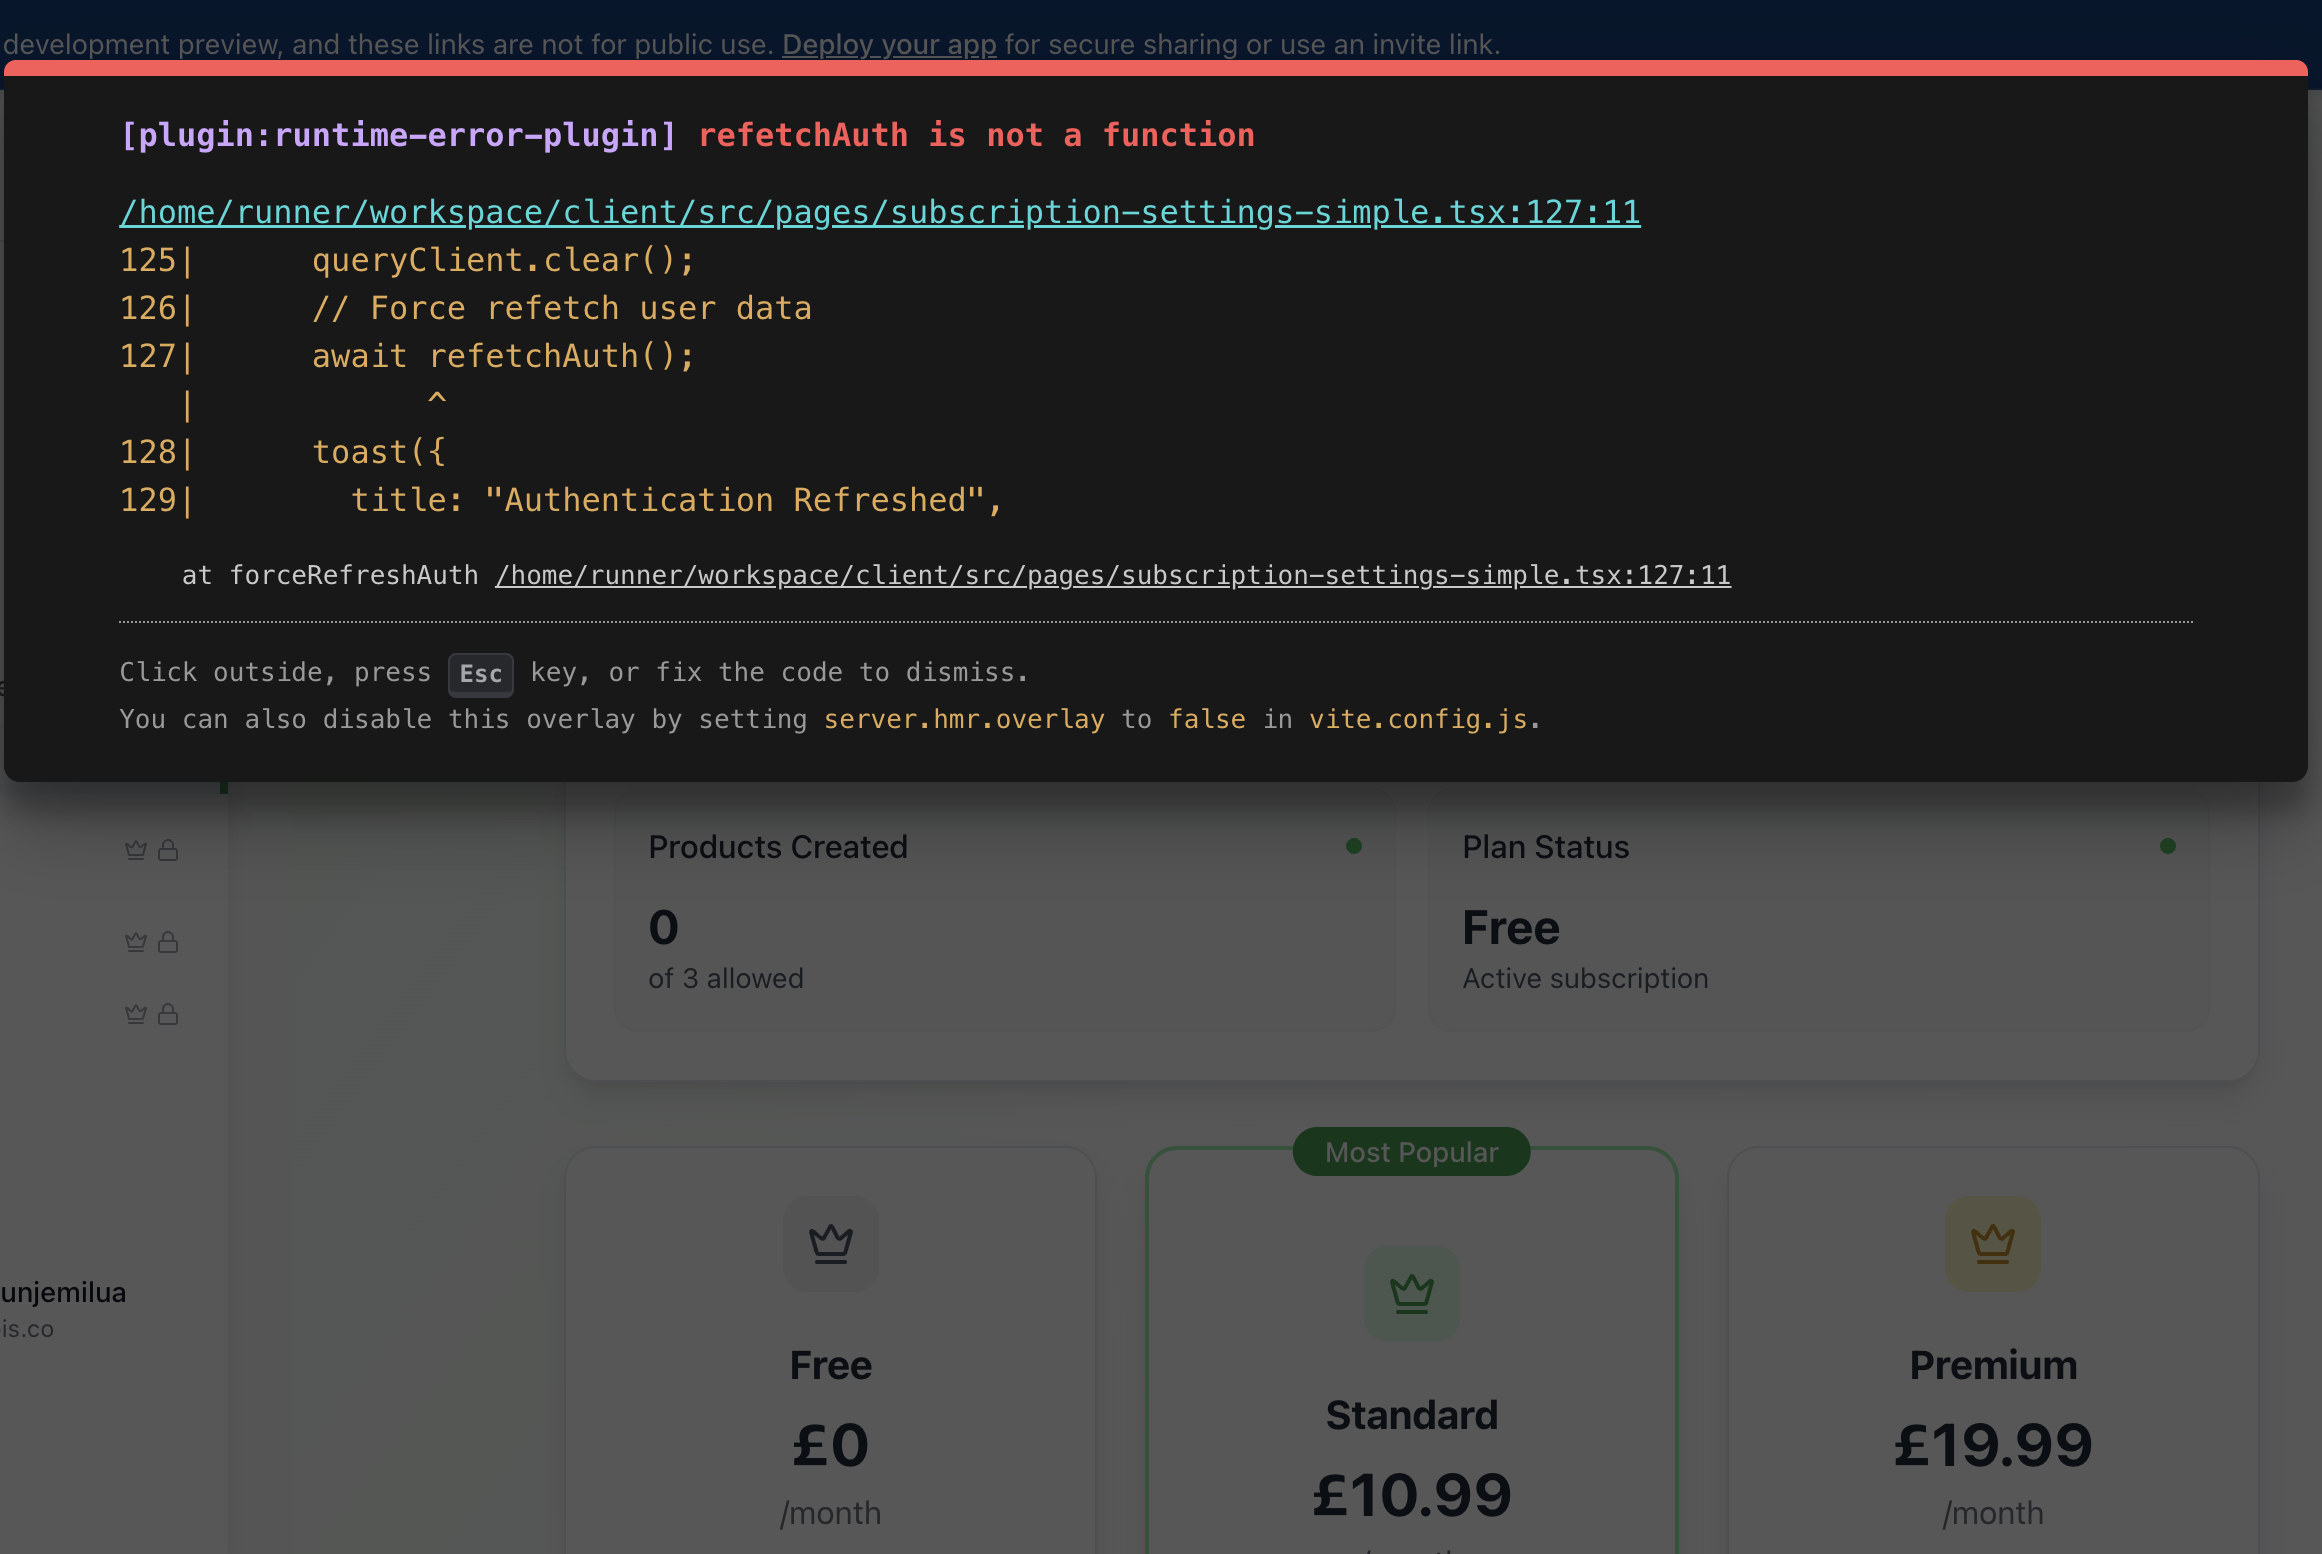 development preview, and these links are not for public use. Deploy your app for secure sharing or use an invite link.
[plugin:runtime-error-plugin] refetchAuth is not a function
/home/runner/workspace/client/src/pages/subscription-settings-simple.tsx:127:11
125|      queryClient.clear();
126|      // Force refetch user data
127|      await refetchAuth();
   |            ^
128|      toast({
129|        title: "Authentication Refreshed",
at forceRefreshAuth /home/runner/workspace/client/src/pages/subscription-settings-simple.tsx:127:11
Click outside, press Esc key, or fix the code to dismiss.
You can also disable this overlay by setting server.hmr.overlay to false in vite.config.js.
Products Created
0
of 3 allowed
Plan Status
Free
Active subscription
unjemilua
is.co
Free
£0
/month
Most Popular
Standard
£10.99
Premium
£19.99
/month